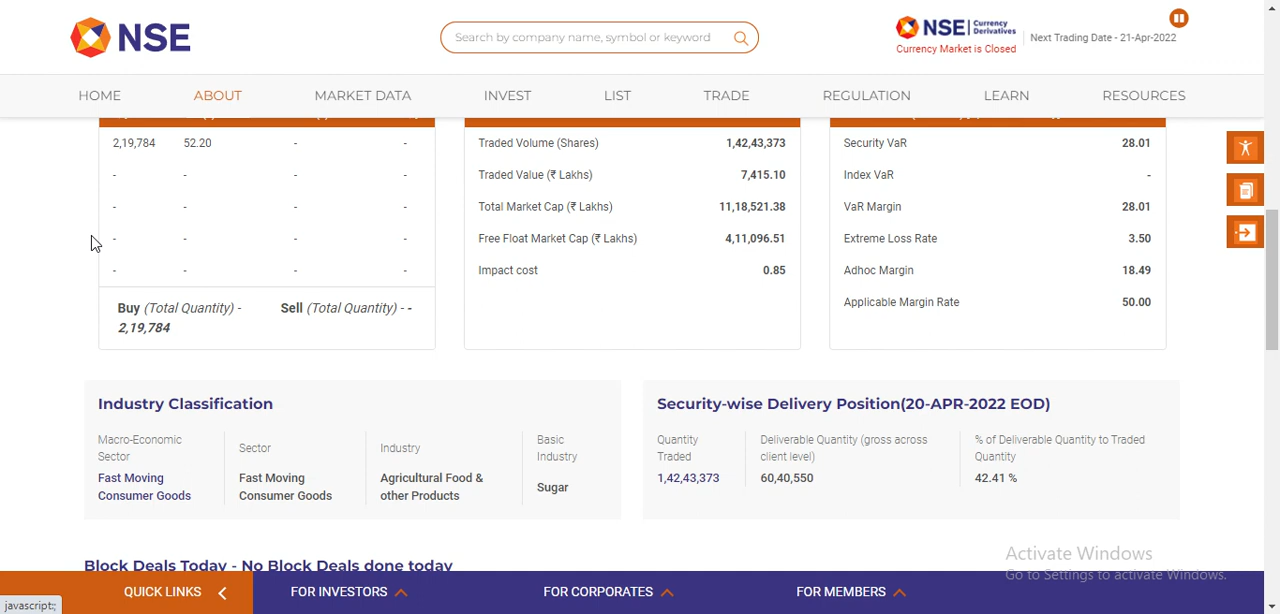 NSE
Search by company name, symbol or keyword
NSE Currency Derivatives
Currency Market is Closed
Next Trading Date - 21-Apr-2022
HOME ABOUT MARKET DATA INVEST LIST TRADE REGULATION LEARN RESOURCES
2,19,784 52.20 - -
- - - -
- - - -
- - - -
- - - -
Buy (Total Quantity) - 2,19,784
Sell (Total Quantity) - -
Traded Volume (Shares) 1,42,43,373
Traded Value (₹ Lakhs) 7,415.10
Total Market Cap (₹ Lakhs) 11,18,521.38
Free Float Market Cap (₹ Lakhs) 4,11,096.51
Impact cost 0.85
Security VaR 28.01
Index VaR -
VaR Margin 28.01
Extreme Loss Rate 3.50
Adhoc Margin 18.49
Applicable Margin Rate 50.00
Industry Classification
Macro-Economic Sector
Fast Moving Consumer Goods
Sector
Fast Moving Consumer Goods
Industry
Agricultural Food & other Products
Basic Industry
Sugar
Security-wise Delivery Position(20-APR-2022 EOD)
Quantity Traded
1,42,43,373
Deliverable Quantity (gross across client level)
60,40,550
% of Deliverable Quantity to Traded Quantity
42.41 %
Block Deals Today - No Block Deals done today
Activate Windows
Go to Settings to activate Windows.
QUICK LINKS FOR INVESTORS FOR CORPORATES FOR MEMBERS
javascript:;